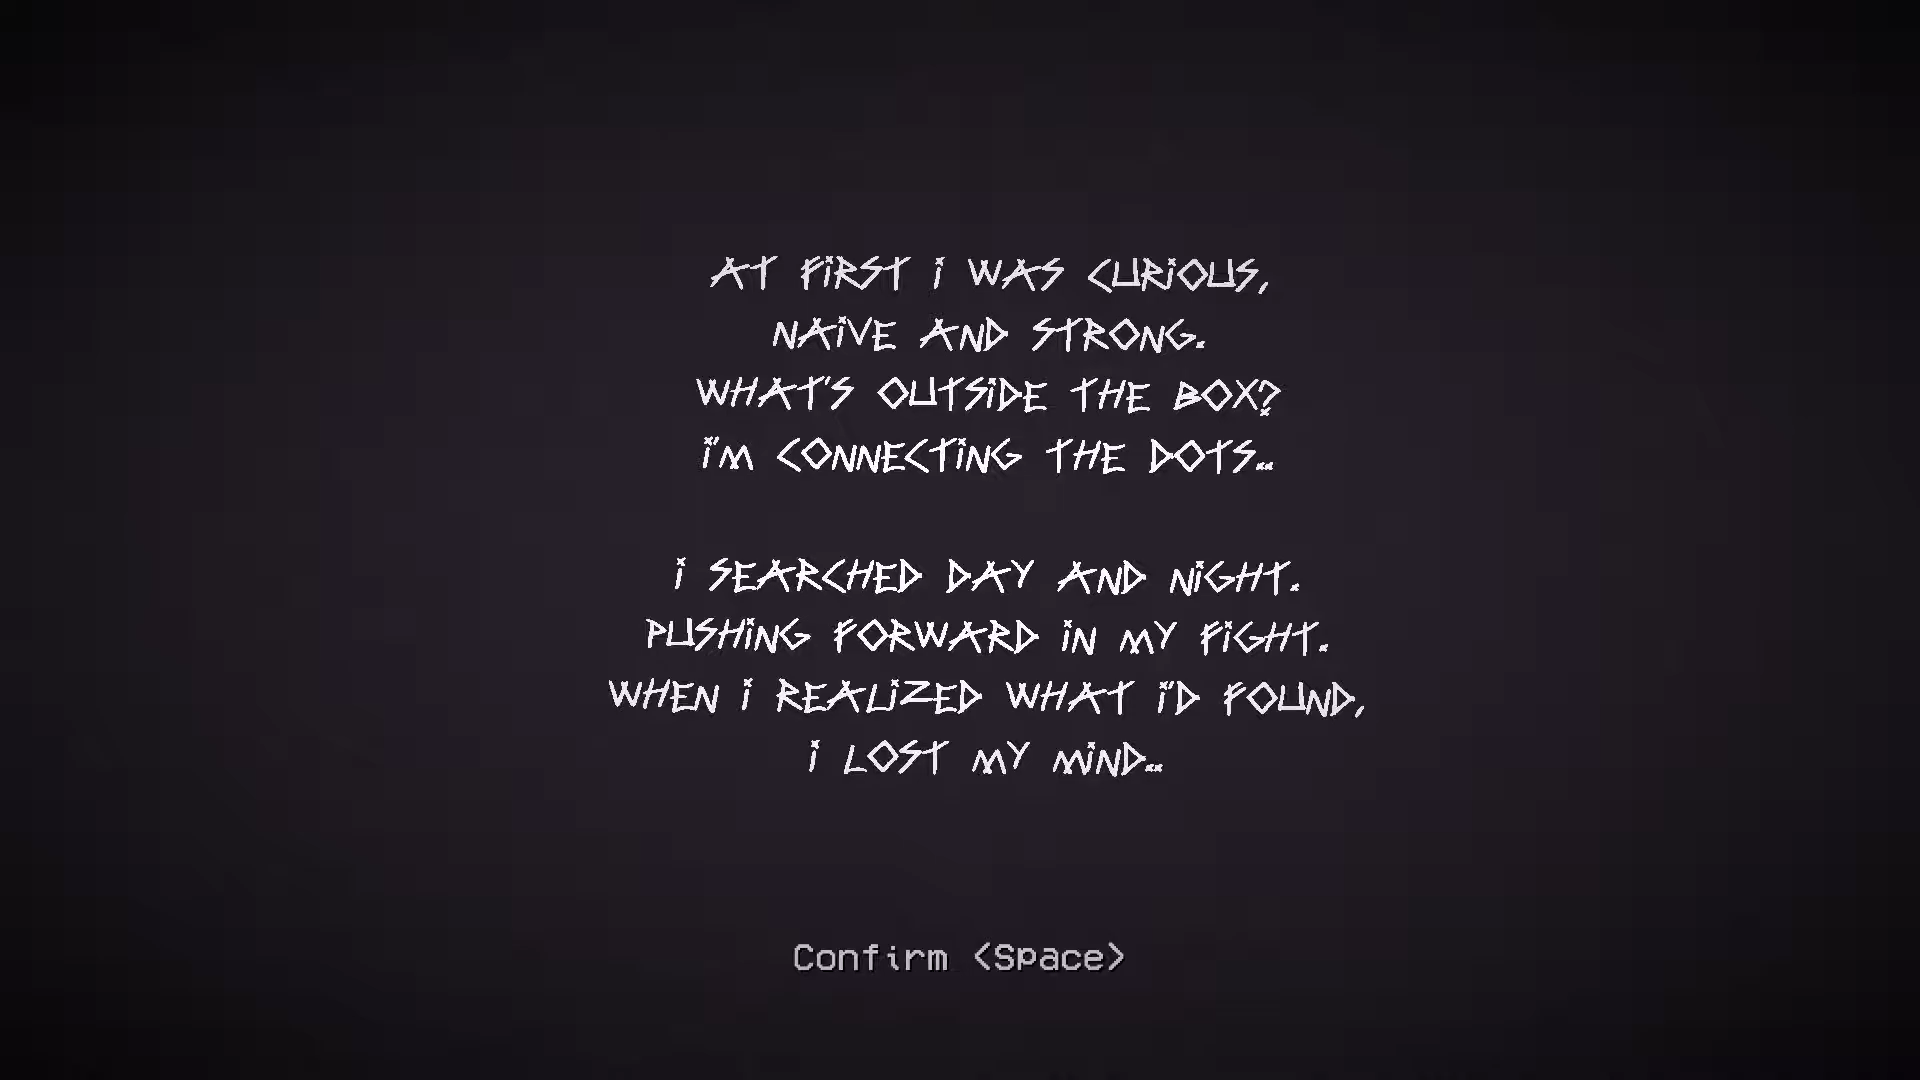 AT FiRST i WAS CURiOUS,
NAiVE AND STRONG.
WHAT'S OUTSiDE THE BOX?
i'M CONNECTiNG THE DOTS..
i SEARCHED DAY AND NiGHT.
PUSHiNG FORWARD iN MY FiGHT.
WHEN i REALiZED WHAT i'D FOUND,
i LOST MY MiND..
Confirm <Space>